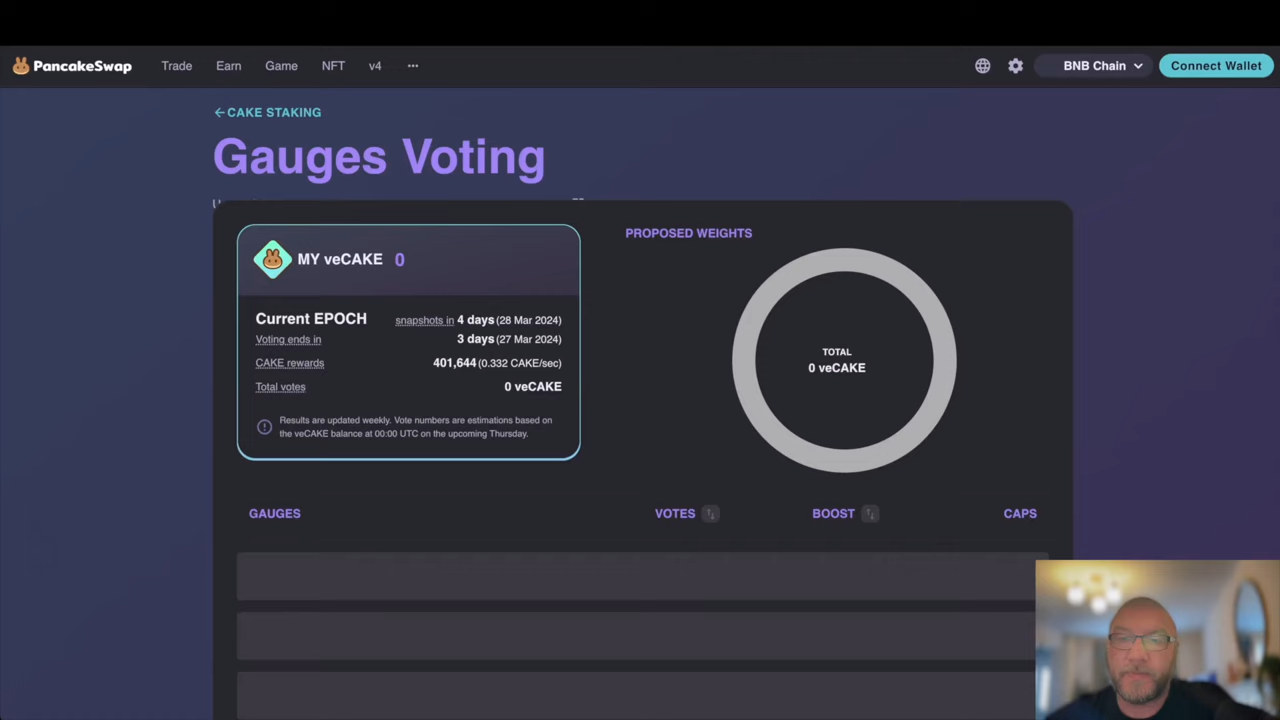 PancakeSwap Trade Earn Game NFT v4 ··· BNB Chain Connect Wallet
←CAKE STAKING
Gauges Voting
MY veCAKE 0
PROPOSED WEIGHTS
Current EPOCH snapshots in 4 days (28 Mar 2024)
Voting ends in 3 days (27 Mar 2024)
CAKE rewards 401,644 (0.332 CAKE/sec)
Total votes 0 veCAKE
Results are updated weekly. Vote numbers are estimations based on
the veCAKE balance at 00:00 UTC on the upcoming Thursday.
TOTAL
0 veCAKE
GAUGES VOTES BOOST CAPS